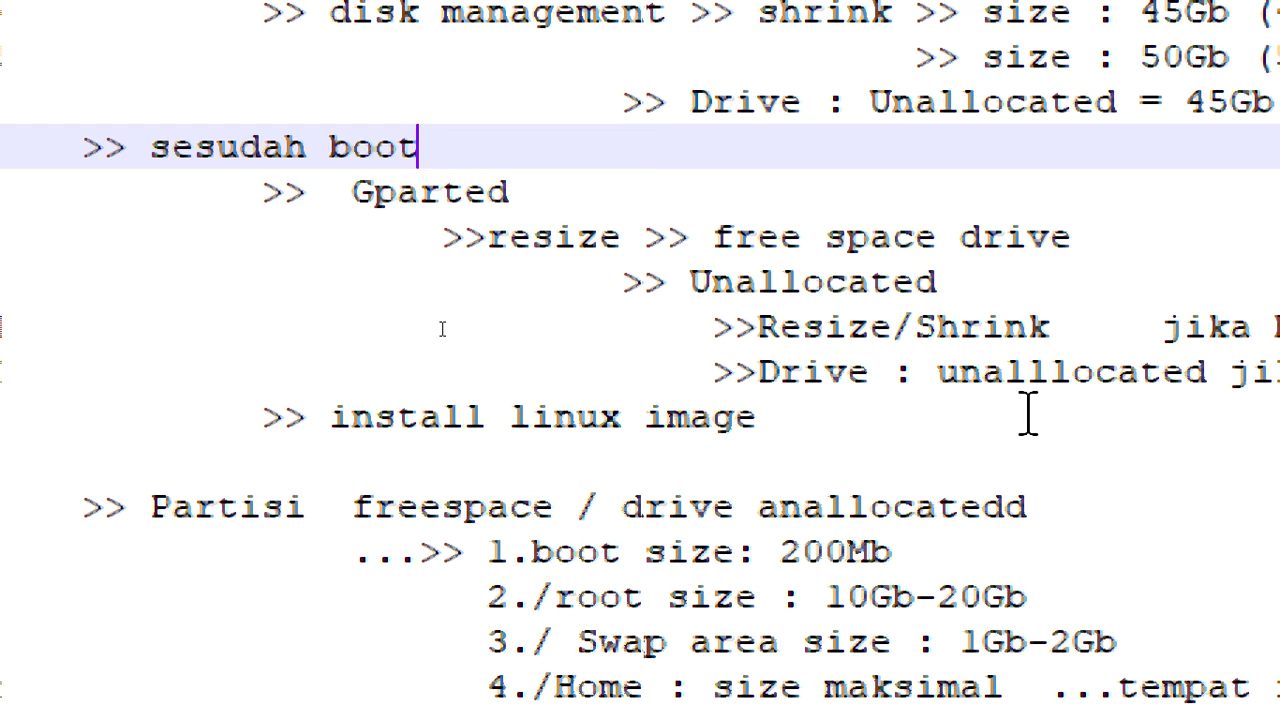 >> disk management >> shrink >> size : 45Gb (
>> size : 50Gb (
>> Drive : Unallocated = 45Gb
>> sesudah boot
>> Gparted
>>resize >> free space drive
>> Unallocated
>>Resize/Shrink jika
>>Drive : unalllocated
>> install linux image
>> Partisi freespace / drive anallocatedd
...>> 1.boot size: 200Mb
2./root size : 10Gb-20Gb
3./ Swap area size : 1Gb-2Gb
4./Home : size maksimal ...tempat